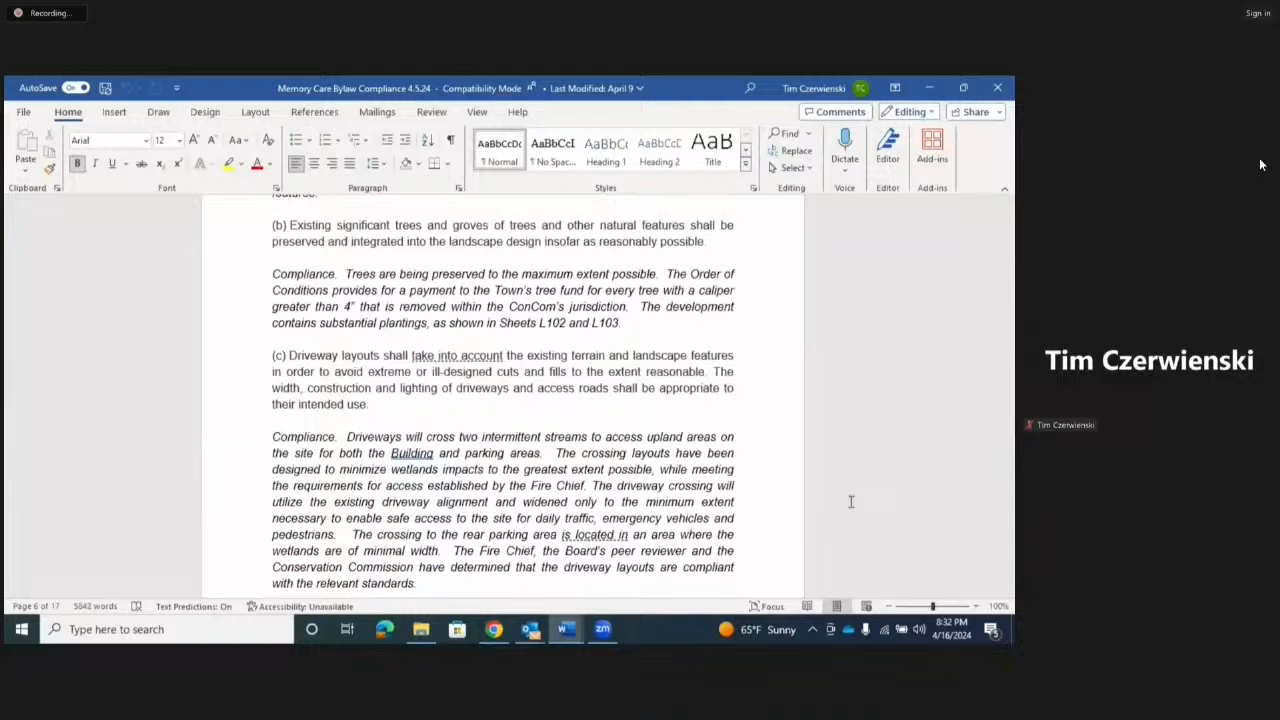 Recording...
Sign in
AutoSave On
Memory Care Bylaw Compliance 4.5.24 - Compatibility Mode • Last Modified: April 9
Tim Czerwienski TC
File Home Insert Draw Design Layout References Mailings Review View Help
Comments Editing Share
Paste
Arial 12
AaBbCcDc AaBbCcI AaBbCc AaBbCcD AaB
¶ Normal ¶ No Spac... Heading 1 Heading 2 Title
Find
Replace
Select
Dictate Editor Add-ins
Clipboard Font Paragraph Styles Editing Voice Editor Add-ins
features.
(b) Existing significant trees and groves of trees and other natural features shall be
preserved and integrated into the landscape design insofar as reasonably possible.
Compliance. Trees are being preserved to the maximum extent possible. The Order of
Conditions provides for a payment to the Town's tree fund for every tree with a caliper
greater than 4" that is removed within the ConCom's jurisdiction. The development
contains substantial plantings, as shown in Sheets L102 and L103.
(c) Driveway layouts shall take into account the existing terrain and landscape features
in order to avoid extreme or ill-designed cuts and fills to the extent reasonable. The
width, construction and lighting of driveways and access roads shall be appropriate to
their intended use.
Compliance. Driveways will cross two intermittent streams to access upland areas on
the site for both the Building and parking areas. The crossing layouts have been
designed to minimize wetlands impacts to the greatest extent possible, while meeting
the requirements for access established by the Fire Chief. The driveway crossing will
utilize the existing driveway alignment and widened only to the minimum extent
necessary to enable safe access to the site for daily traffic, emergency vehicles and
pedestrians. The crossing to the rear parking area is located in an area where the
wetlands are of minimal width. The Fire Chief, the Board's peer reviewer and the
Conservation Commission have determined that the driveway layouts are compliant
with the relevant standards.
Tim Czerwienski
Tim Czerwienski
Page 6 of 17 5842 words Text Predictions: On Accessibility: Unavailable Focus 100%
Type here to search
65°F Sunny
8:32 PM
4/16/2024